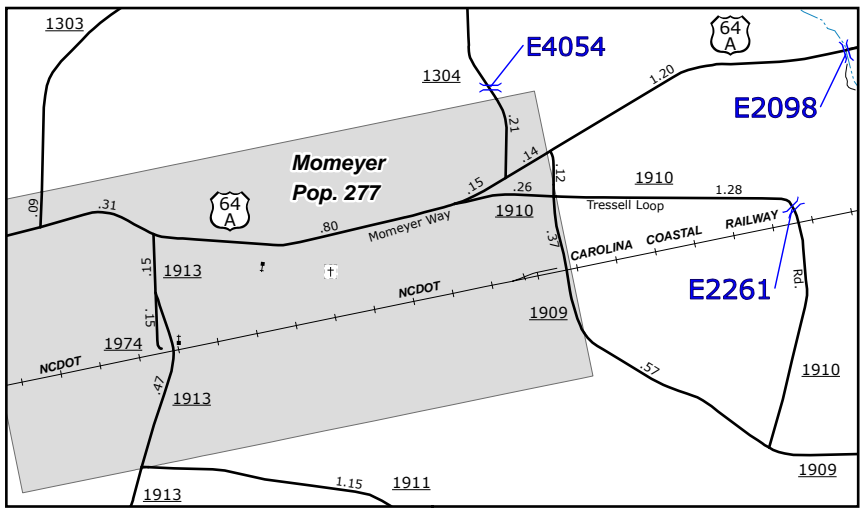 1303
64
A
E4054
1304
1.20
E2098
.21
Momeyer
Pop. 277
.14
.12
.15
.26
1910
1.28
.60
.31
64
A
.80
Momeyer Way
1910
Tressell Loop
.37
CAROLINA COASTAL RAILWAY
.15
1913
NCDOT
E2261
Rd.
.15
1909
1974
NCDOT
.57
1910
.47
1913
1909
1.15
1911
1913